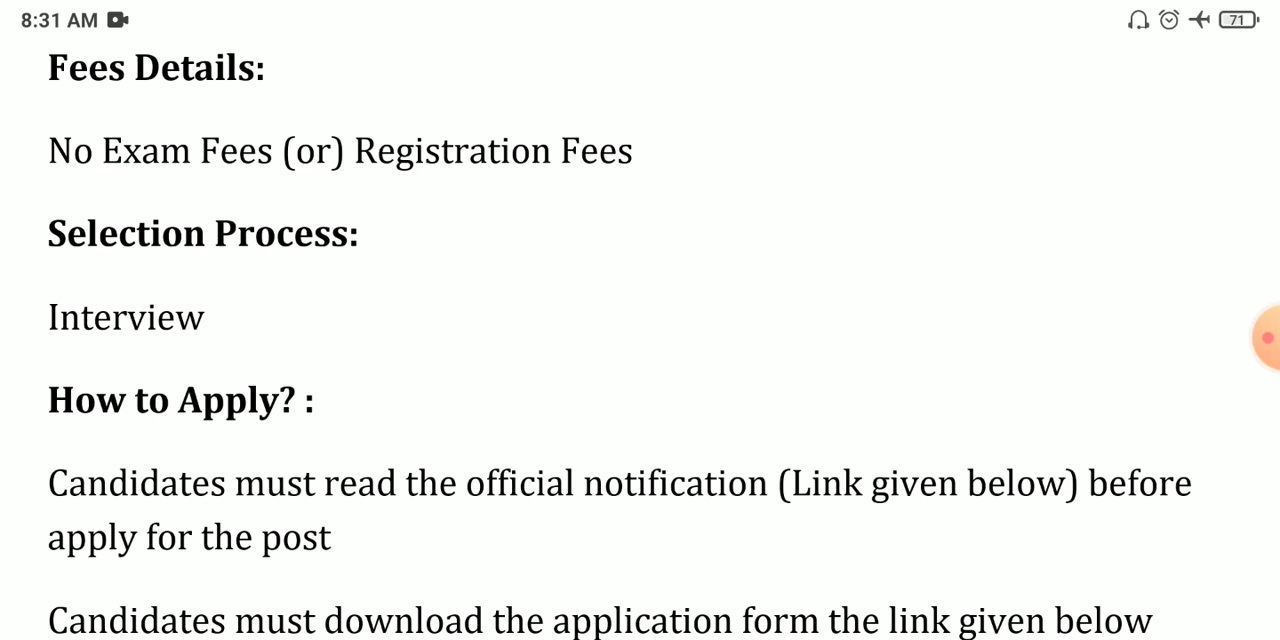 8:31 AM
71
Fees Details:
No Exam Fees (or) Registration Fees
Selection Process:
Interview
How to Apply? :
Candidates must read the official notification (Link given below) before
apply for the post
Candidates must download the application form the link given below